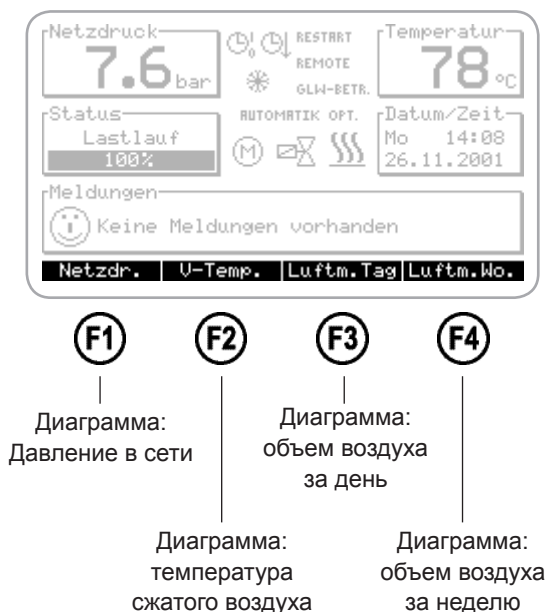 Netzdruck
7.6 bar
RESTART
REMOTE
GLW-BETR.
Temperatur
78 °C
Status
Lastlauf
100%
AUTOMATIK OPT.
M
Datum/Zeit
Mo 14:08
26.11.2001
Meldungen
Keine Meldungen vorhanden
Netzdr. V-Temp. Luftm.Tag Luftm.Wo.
F1 F2 F3 F4
Диаграмма:
Давление в сети
Диаграмма:
объем воздуха
за день
Диаграмма:
температура
сжатого воздуха
Диаграмма:
объем воздуха
за неделю